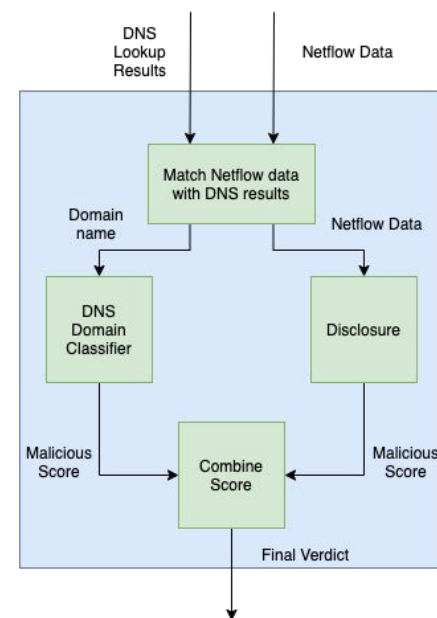 DNS
Lookup
Results
Netflow Data
Match Netflow data
with DNS results
Domain
name
Netflow Data
DNS
Domain
Classifier
Disclosure
Malicious
Score
Combine
Score
Malicious
Score
Final Verdict